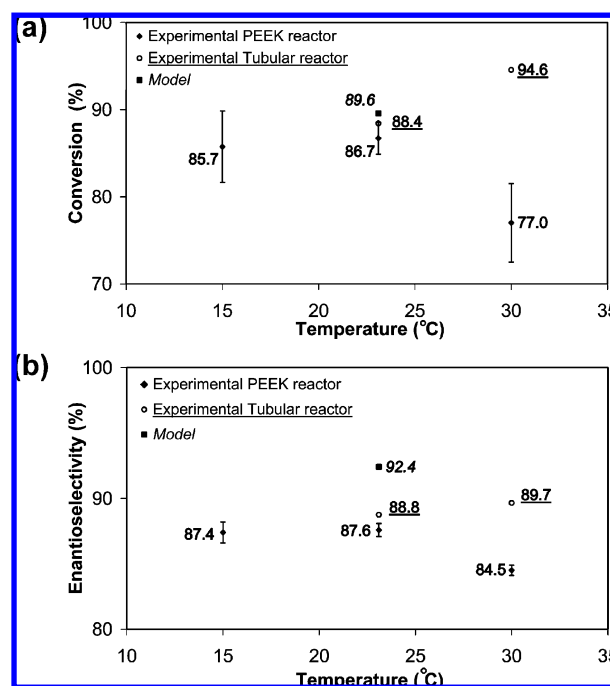 (a)
100
90
80
70
Conversion (%)
Experimental PEEK reactor
Experimental Tubular reactor
Model
94.6
89.6
88.4
86.7
85.7
77.0
10 15 20 25 30 35
Temperature (°C)
(b)
100
90
80
Enantioselectivity (%)
Experimental PEEK reactor
Experimental Tubular reactor
Model
92.4
88.8
89.7
87.4
87.6
84.5
10 15 20 25 30 35
Temperature (°C)